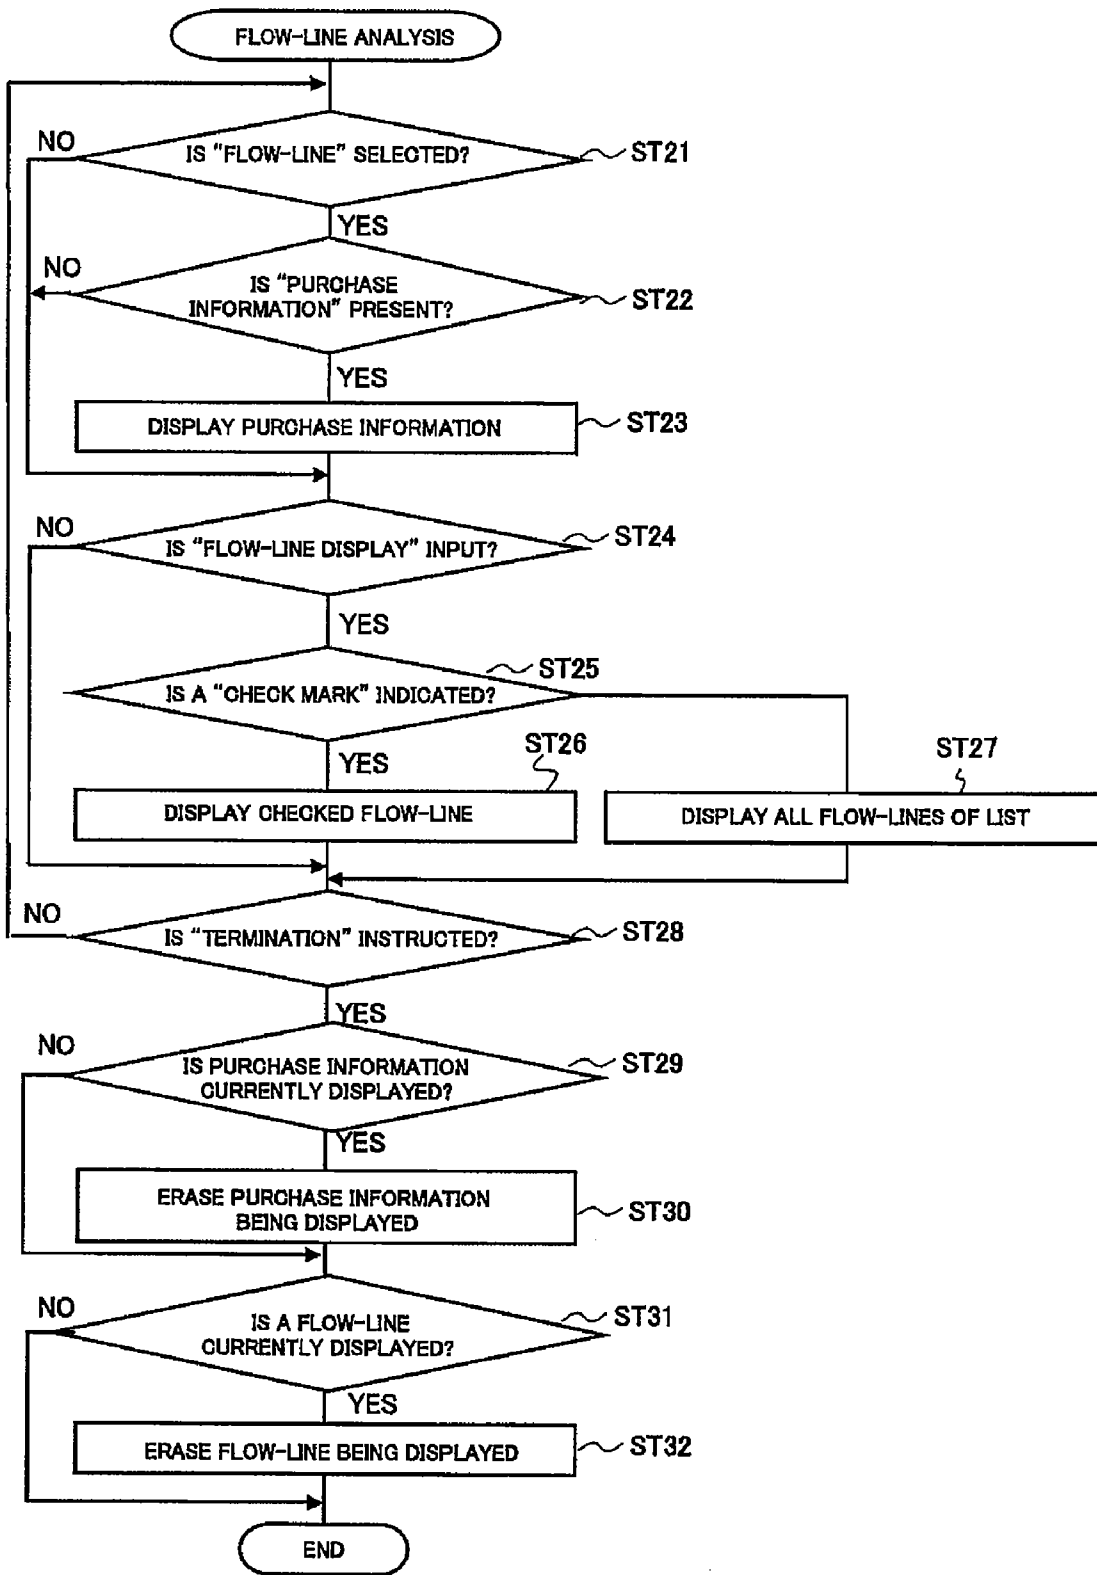 FLOW-LINE ANALYSIS
NO
IS "FLOW-LINE" SELECTED?
ST21
YES
NO
IS "PURCHASE
INFORMATION" PRESENT?
ST22
YES
DISPLAY PURCHASE INFORMATION
ST23
NO
IS "FLOW-LINE DISPLAY" INPUT?
ST24
YES
IS A "CHECK MARK" INDICATED?
ST25
YES
ST26
DISPLAY CHECKED FLOW-LINE
ST27
DISPLAY ALL FLOW-LINES OF LIST
NO
IS "TERMINATION" INSTRUCTED?
ST28
YES
NO
IS PURCHASE INFORMATION
CURRENTLY DISPLAYED?
ST29
YES
ERASE PURCHASE INFORMATION
BEING DISPLAYED
ST30
NO
IS A FLOW-LINE
CURRENTLY DISPLAYED?
ST31
YES
ERASE FLOW-LINE BEING DISPLAYED
ST32
END